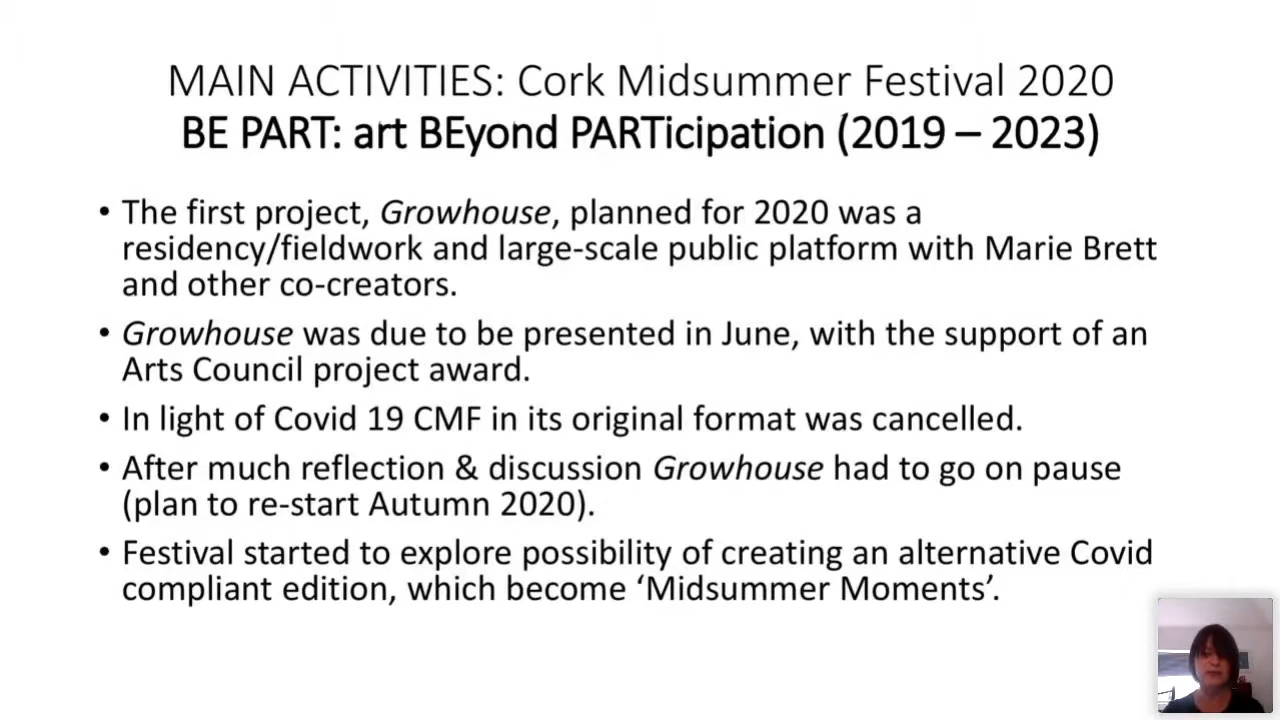 MAIN ACTIVITIES: Cork Midsummer Festival 2020
BE PART: art BEyond PARTicipation (2019 – 2023)
• The first project, Growhouse, planned for 2020 was a
residency/fieldwork and large-scale public platform with Marie Brett
and other co-creators.
• Growhouse was due to be presented in June, with the support of an
Arts Council project award.
• In light of Covid 19 CMF in its original format was cancelled.
• After much reflection & discussion Growhouse had to go on pause
(plan to re-start Autumn 2020).
• Festival started to explore possibility of creating an alternative Covid
compliant edition, which become ‘Midsummer Moments’.